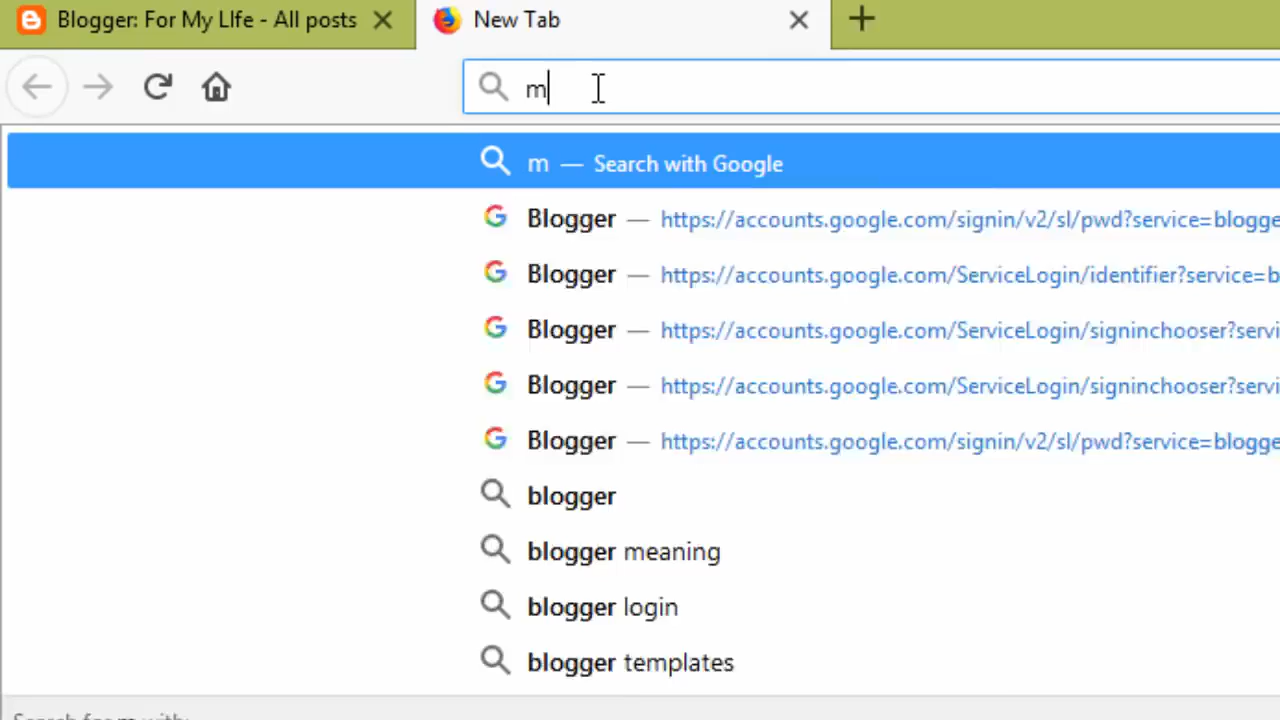 Blogger: For My LIfe - All posts
New Tab
m
m — Search with Google
Blogger — https://accounts.google.com/signin/v2/sl/pwd?service=blogge
Blogger — https://accounts.google.com/ServiceLogin/identifier?service=b
Blogger — https://accounts.google.com/ServiceLogin/signinchooser?servi
Blogger — https://accounts.google.com/ServiceLogin/signinchooser?servi
Blogger — https://accounts.google.com/signin/v2/sl/pwd?service=blogge
blogger
blogger meaning
blogger login
blogger templates
Search for m with: